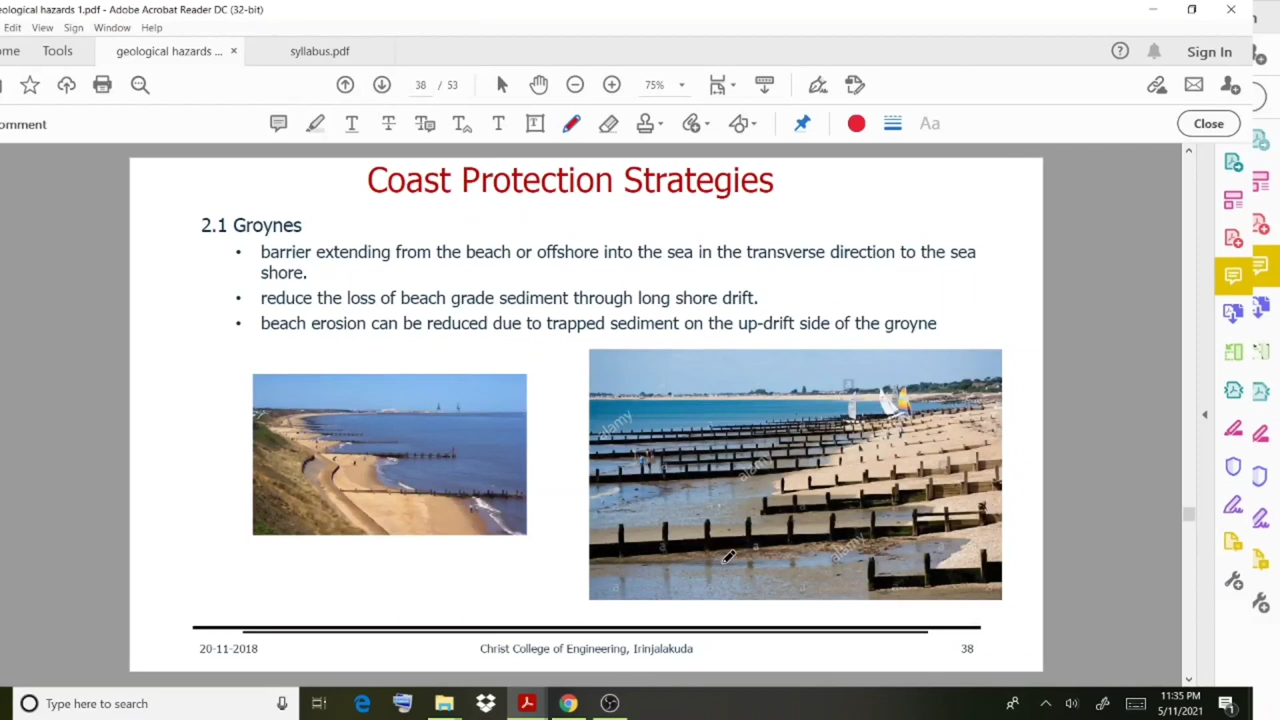 eological hazards 1.pdf - Adobe Acrobat Reader DC (32-bit)
Edit View Sign Window Help
ome Tools geological hazards ... × syllabus.pdf Sign In
38 / 53 75%
omment Aa Close
Coast Protection Strategies
2.1 Groynes
• barrier extending from the beach or offshore into the sea in the transverse direction to the sea
shore.
• reduce the loss of beach grade sediment through long shore drift.
• beach erosion can be reduced due to trapped sediment on the up-drift side of the groyne
alamy
alamy
alamy
a a a
a a a
20-11-2018 Christ College of Engineering, Irinjalakuda 38
Type here to search
11:35 PM
5/11/2021
1